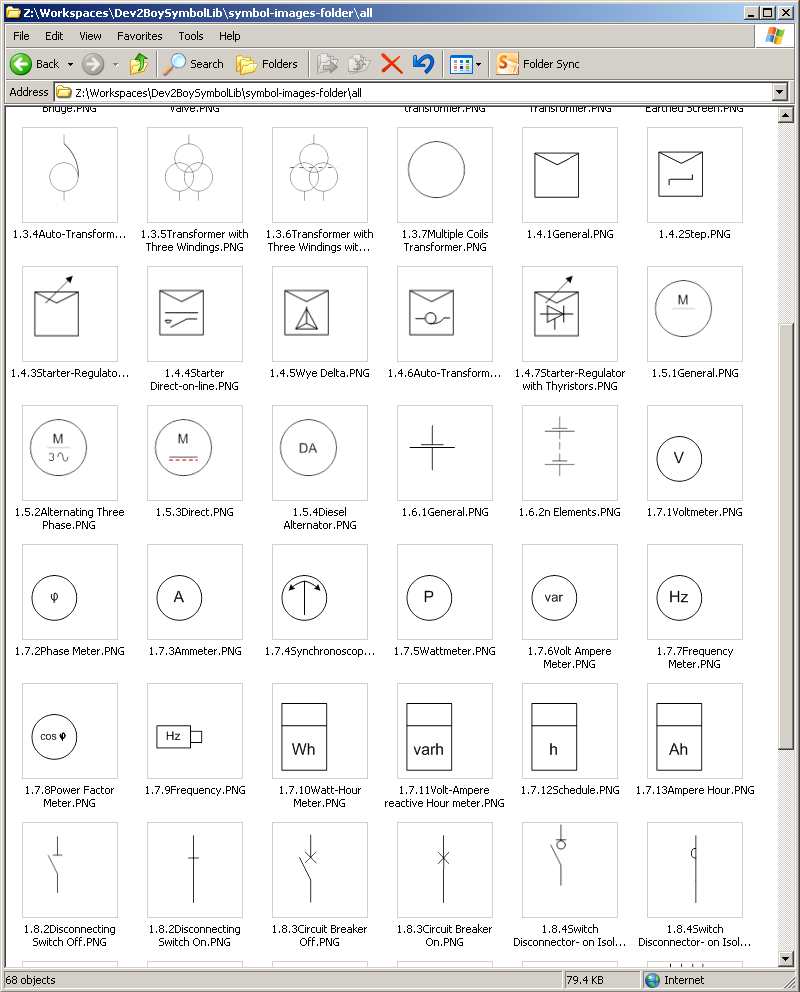 Z:\Workspaces\Dev2BoySymbolLib\symbol-images-folder\all
File Edit View Favorites Tools Help
Back Search Folders Folder Sync
Address Z:\Workspaces\Dev2BoySymbolLib\symbol-images-folder\all
Bridge.PNG Valve.PNG transformer.PNG Transformer.PNG Earthed Screen.PNG
1.3.4Auto-Transform... 1.3.5Transformer with 1.3.6Transformer with 1.3.7Multiple Coils 1.4.1General.PNG 1.4.2Step.PNG
Three Windings.PNG Three Windings wit... Transformer.PNG
M
1.4.3Starter-Regulato... 1.4.4Starter 1.4.5Wye Delta.PNG 1.4.6Auto-Transform... 1.4.7Starter-Regulator 1.5.1General.PNG
Direct-on-line.PNG with Thyristors.PNG
M M DA V
3
1.5.2Alternating Three 1.5.3Direct.PNG 1.5.4Diesel 1.6.1General.PNG 1.6.2n Elements.PNG 1.7.1Voltmeter.PNG
Phase.PNG Alternator.PNG
φ A P var Hz
1.7.2Phase Meter.PNG 1.7.3Ammeter.PNG 1.7.4Synchronoscop... 1.7.5Wattmeter.PNG 1.7.6Volt Ampere 1.7.7Frequency
Meter.PNG Meter.PNG
cos φ Hz Wh varh h Ah
1.7.8Power Factor 1.7.9Frequency.PNG 1.7.10Watt-Hour 1.7.11Volt-Ampere 1.7.12Schedule.PNG 1.7.13Ampere Hour.PNG
Meter.PNG Meter.PNG reactive Hour meter.PNG
1.8.2Disconnecting 1.8.2Disconnecting 1.8.3Circuit Breaker 1.8.3Circuit Breaker 1.8.4Switch 1.8.4Switch
Switch Off.PNG Switch On.PNG Off.PNG On.PNG Disconnector- on Isol... Disconnector- on Isol...
68 objects 79.4 KB Internet